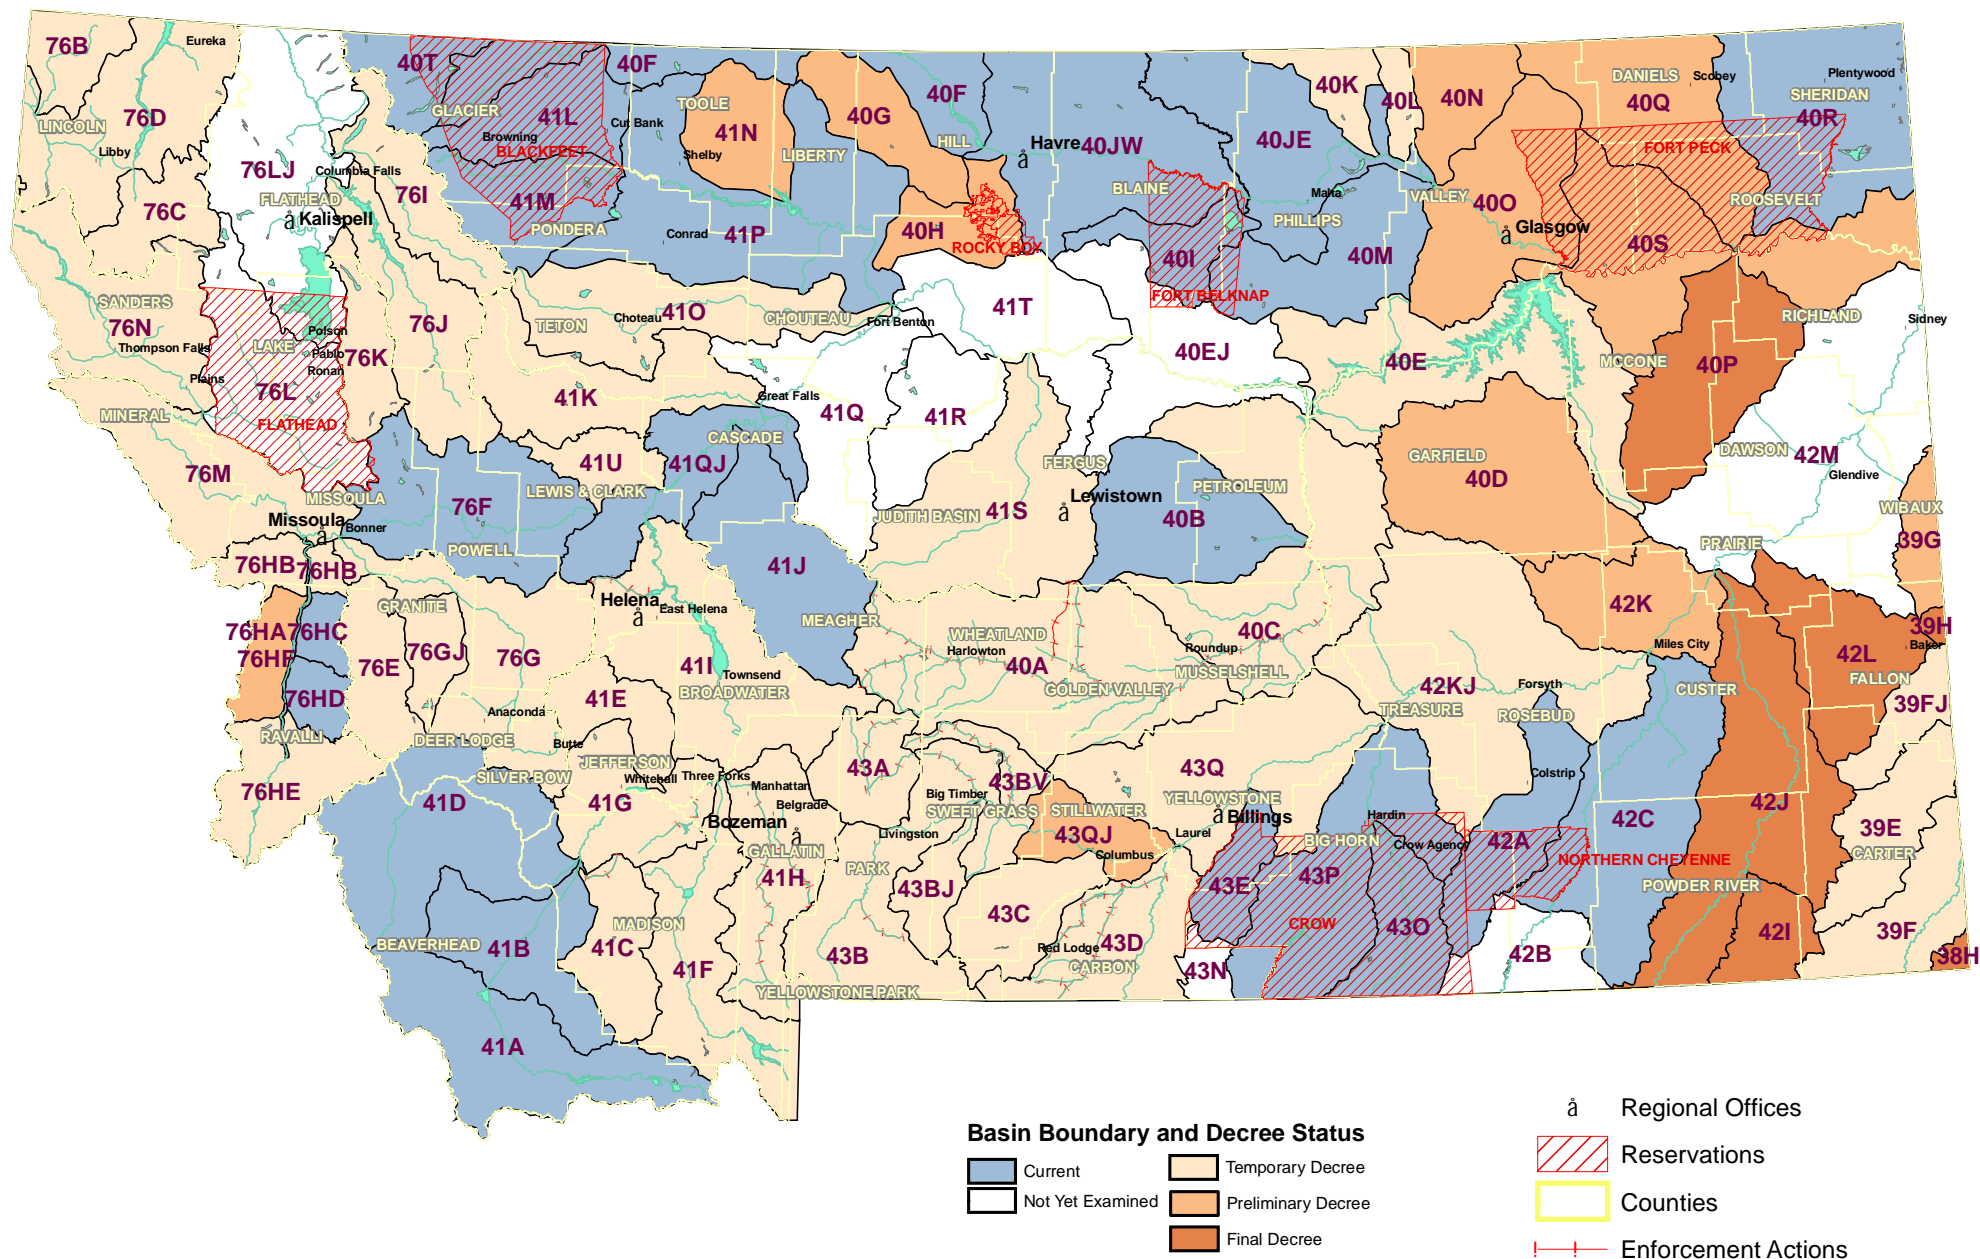 76B
Eureka
40T
40F
TOOLE
40F
40G
40K
40L
40N
DANIELS
Scobey
40Q
Plentywood
SHERIDAN
40R
76D
LINCOLN
Libby
GLACIER
41L
Browning
BLACKFEET
Cut Bank
41N
Shelby
LIBERTY
HILL
Havre
40JW
40JE
FORT PECK
76LJ
Columbia Falls
FLATHEAD
Kalispell
76I
76C
41M
PONDERA
Conrad
41P
40H
ROCKY BOY
BLAINE
40I
FORT BELKNAP
Malta
PHILLIPS
40M
VALLEY
40O
Glasgow
40S
ROOSEVELT
SANDERS
76N
Thompson Falls
Plains
LAKE
Polson
Pablo
Ronan
76L
FLATHEAD
76K
76J
TETON
Choteau
41O
CHOUTEAU
Fort Benton
41T
40EJ
40E
MCCONE
40P
RICHLAND
Sidney
MINERAL
76M
41K
Great Falls
41Q
41R
CASCADE
41QJ
41U
LEWIS & CLARK
FERGUS
Lewistown
PETROLEUM
40B
GARFIELD
40D
DAWSON
42M
Glendive
WIBAUX
39G
MISSOULA
Missoula
Bonner
76F
POWELL
41J
JUDITH BASIN
41S
PRAIRIE
76HB
76HB
GRANITE
Helena
East Helena
MEAGHER
WHEATLAND
Harlowton
40A
40C
Roundup
MUSSELSHELL
GOLDEN VALLEY
42K
Miles City
39H
Baker
76HA
76HC
76HF
76HD
76E
76GJ
76G
41I
Townsend
BROADWATER
41E
42KJ
TREASURE
Forsyth
ROSEBUD
CUSTER
42L
FALLON
39FJ
RAVALLI
Anaconda
DEER LODGE
Butte
JEFFERSON
SILVER BOW
Whitehall
Three Forks
76HE
41D
41G
Manhattan
Belgrade
Bozeman
GALLATIN
41H
43A
Big Timber
43BV
SWEET GRASS
STILLWATER
43QJ
Columbus
43Q
YELLOWSTONE
Billings
Laurel
Livingston
PARK
43BJ
Colstrip
Hardin
BIG HORN
Crow Agency
42A
NORTHERN CHEYENNE
42C
42J
39E
CARTER
POWDER RIVER
43E
43P
CROW
43O
BEAVERHEAD
41B
MADISON
41C
41F
43B
43C
Red Lodge
43D
CARBON
43N
42B
42I
39F
38H
YELLOWSTONE PARK
41A
Basin Boundary and Decree Status
Current
Not Yet Examined
Temporary Decree
Preliminary Decree
Final Decree
å Regional Offices
Reservations
Counties
Enforcement Actions